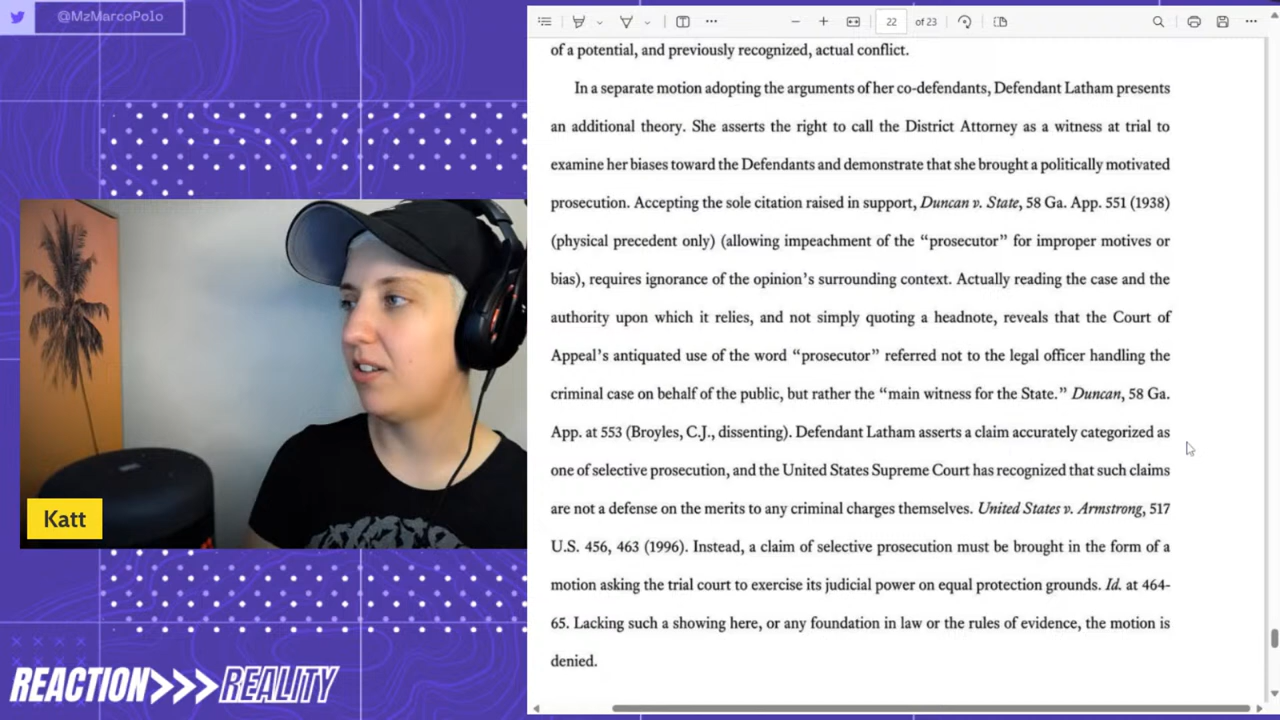 @MzMarcoPolo
22 of 23
of a potential, and previously recognized, actual conflict.
In a separate motion adopting the arguments of her co-defendants, Defendant Latham presents
an additional theory. She asserts the right to call the District Attorney as a witness at trial to
examine her biases toward the Defendants and demonstrate that she brought a politically motivated
prosecution. Accepting the sole citation raised in support, Duncan v. State, 58 Ga. App. 551 (1938)
(physical precedent only) (allowing impeachment of the “prosecutor” for improper motives or
bias), requires ignorance of the opinion’s surrounding context. Actually reading the case and the
authority upon which it relies, and not simply quoting a headnote, reveals that the Court of
Appeal’s antiquated use of the word “prosecutor” referred not to the legal officer handling the
criminal case on behalf of the public, but rather the “main witness for the State.” Duncan, 58 Ga.
App. at 553 (Broyles, C.J., dissenting). Defendant Latham asserts a claim accurately categorized as
one of selective prosecution, and the United States Supreme Court has recognized that such claims
are not a defense on the merits to any criminal charges themselves. United States v. Armstrong, 517
U.S. 456, 463 (1996). Instead, a claim of selective prosecution must be brought in the form of a
motion asking the trial court to exercise its judicial power on equal protection grounds. Id. at 464-
65. Lacking such a showing here, or any foundation in law or the rules of evidence, the motion is
denied.
Katt
REACTION>>>REALITY